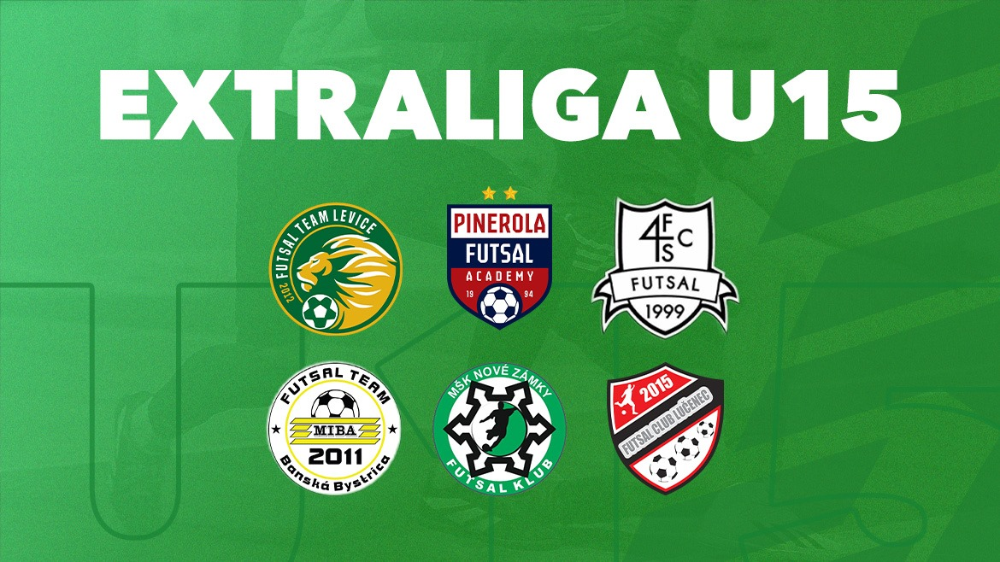 EXTRALIGA U15
2012 FUTSAL TEAM LEVICE
PINEROLA
FUTSAL
ACADEMY
19 94
4 F C
F S
FUTSAL
1999
FUTSAL TEAM
MIBA
2011
Banská Bystrica
MŠK NOVÉ ZÁMKY
FUTSAL KLUB
2015
FUTSAL CLUB LUČENEC